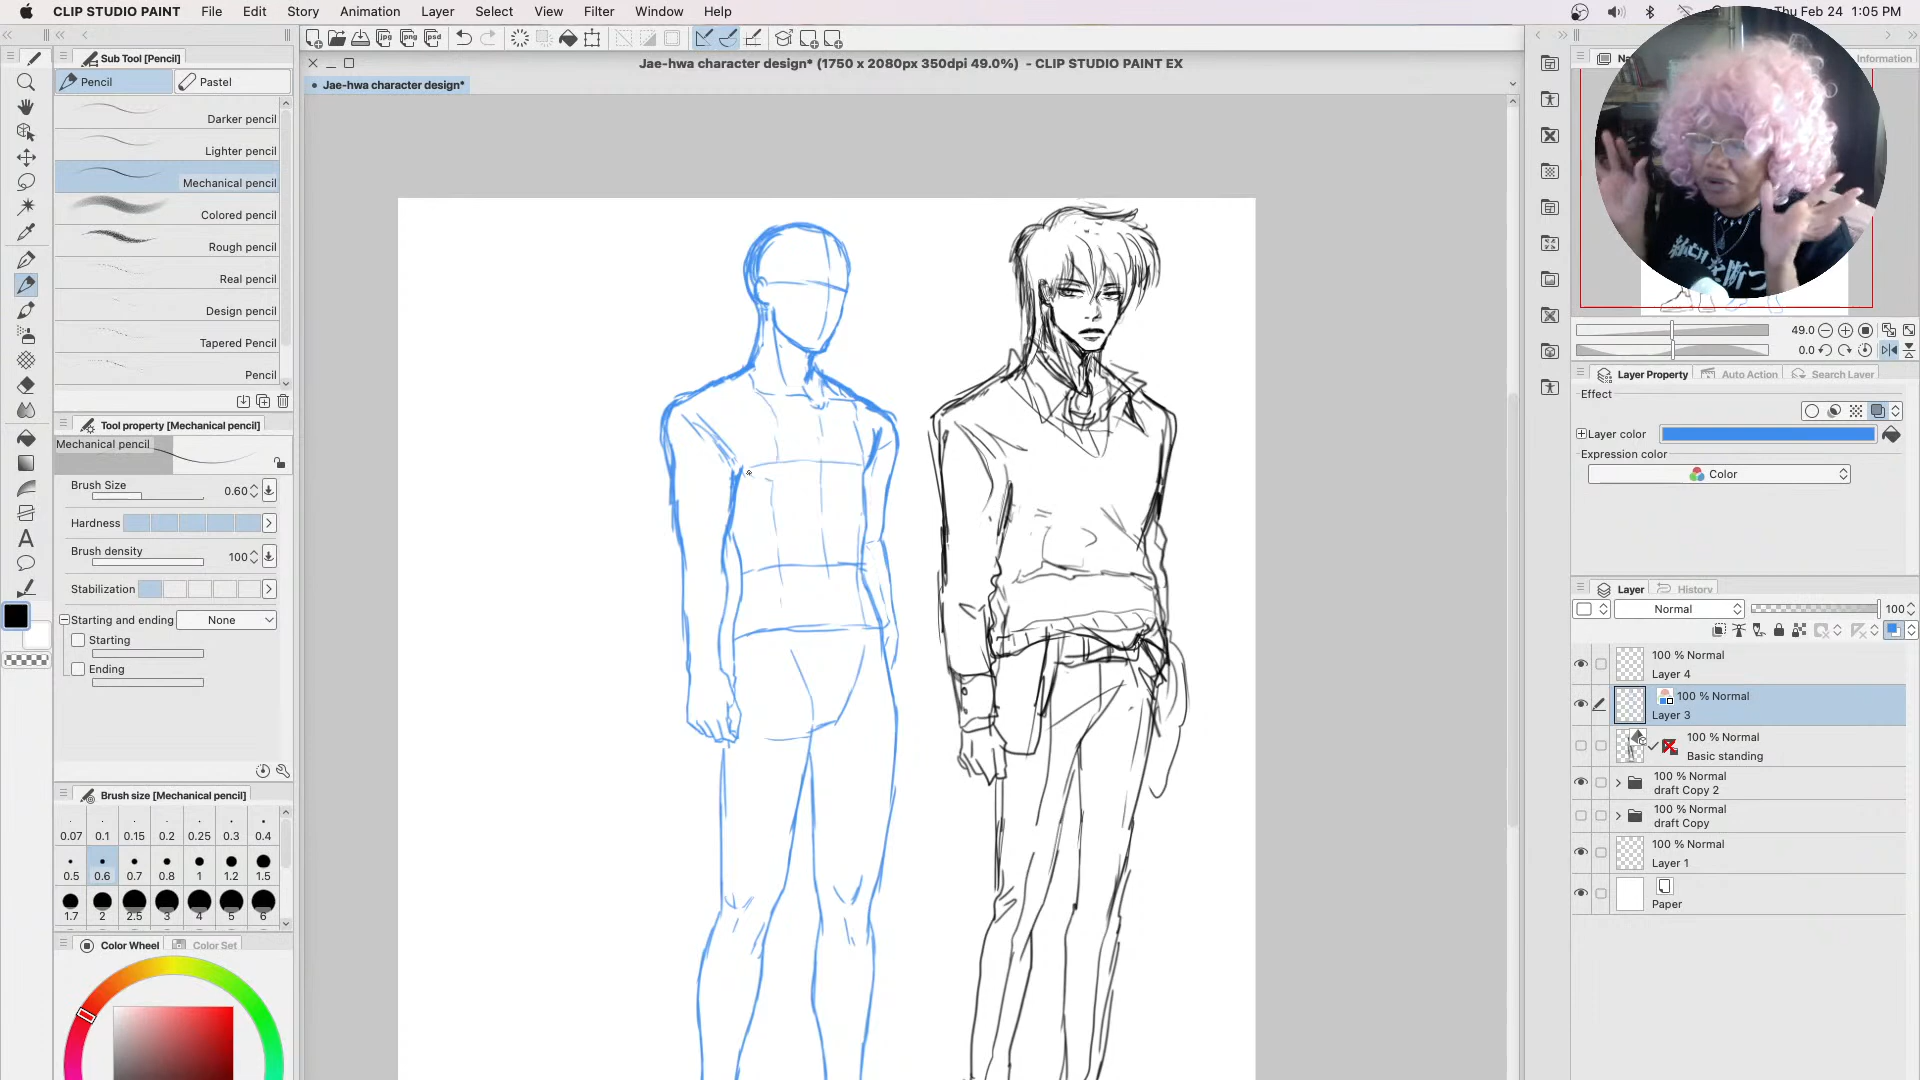 CLIP STUDIO PAINT File Edit Story Animation Layer Select View Filter Window Help
Thu Feb 24 1:05 PM
Sub Tool [Pencil]
Pencil
Pastel
Darker pencil
Lighter pencil
Mechanical pencil
Colored pencil
Rough pencil
Real pencil
Design pencil
Tapered Pencil
Pencil
Tool property [Mechanical pencil]
Mechanical pencil
Brush Size 0.60
Hardness
Brush density 100
Stabilization
Starting and ending None
Starting
Ending
Brush size [Mechanical pencil]
0.07 0.1 0.15 0.2 0.25 0.3 0.4
0.5 0.6 0.7 0.8 1 1.2 1.5
1.7 2 2.5 3 4 5 6
Color Wheel Color Set
Jae-hwa character design* (1750 x 2080px 350dpi 49.0%) - CLIP STUDIO PAINT EX
Jae-hwa character design*
Information
49.0
0.0
Layer Property Auto Action Search Layer
Effect
Layer color
Expression color
Color
Layer History
Normal 100
100 % Normal
Layer 4
100 % Normal
Layer 3
100 % Normal
Basic standing
100 % Normal
draft Copy 2
100 % Normal
draft Copy
100 % Normal
Layer 1
Paper